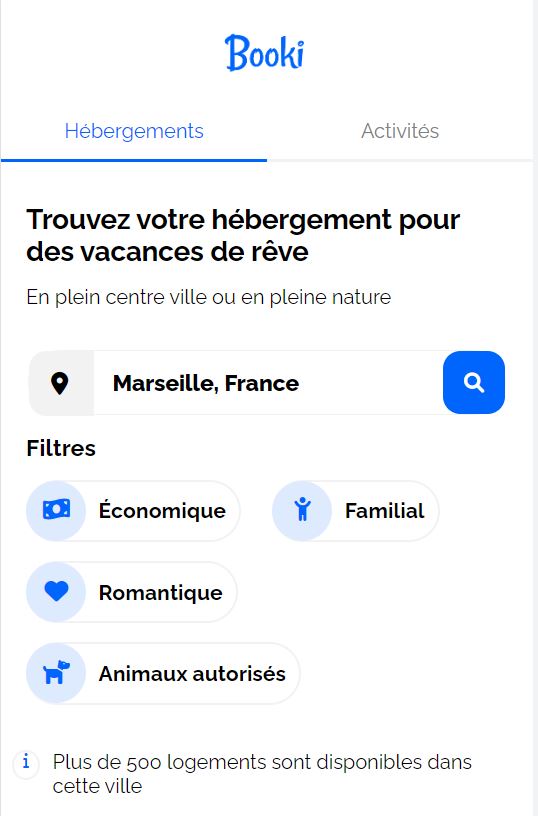 Booki
Hébergements
Activités
Trouvez votre hébergement pour
des vacances de rêve
En plein centre ville ou en pleine nature
Marseille, France
Filtres
Économique
Familial
Romantique
Animaux autorisés
i
Plus de 500 logements sont disponibles dans
cette ville